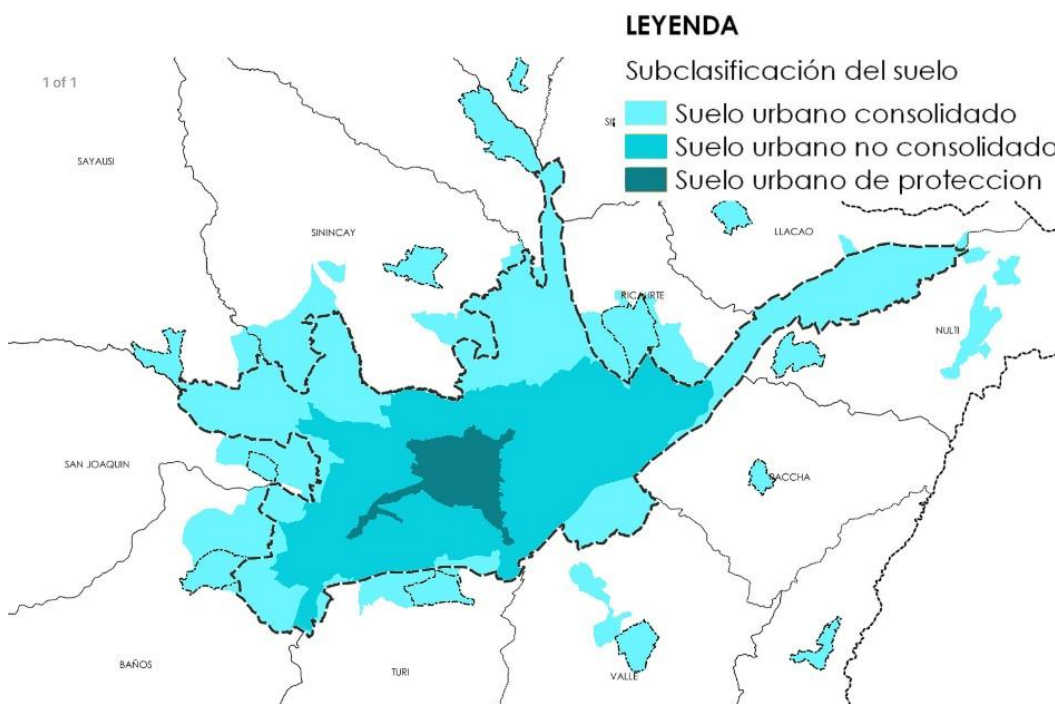 LEYENDA
1 of 1
Subclasificación del suelo
Suelo urbano consolidado
Suelo urbano no consolidado
Suelo urbano de proteccion
SAYAUSI
SININCAY
LLACAO
RICAURTE
NULTI
SAN JOAQUIN
PACCHA
BAÑOS
TURI
VALLE